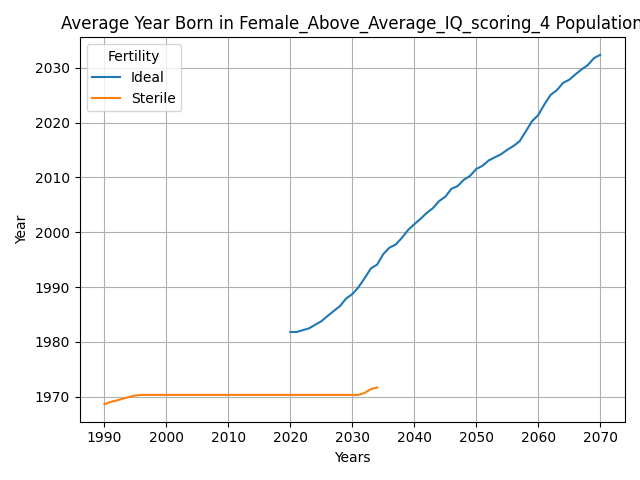 Average Year Born in Female_Above_Average_IQ_scoring_4 Population
Fertility
Ideal
Sterile
Year
2030
2020
2010
2000
1990
1980
1970
1990 2000 2010 2020 2030 2040 2050 2060 2070
Years